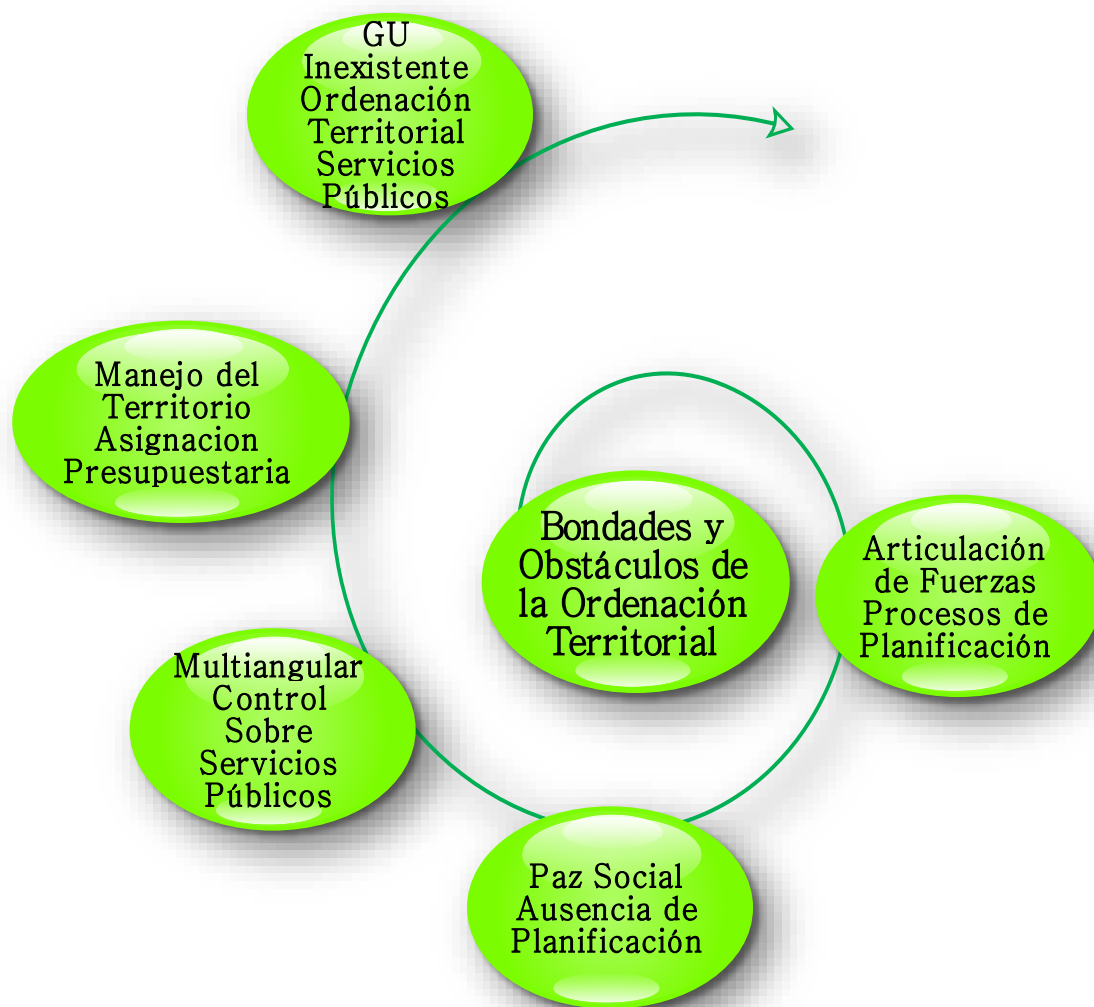 GU
Inexistente
Ordenación
Territorial
Servicios
Públicos
Manejo del
Territorio
Asignacion
Presupuestaria
Bondades y
Obstáculos de
la Ordenación
Territorial
Articulación
de Fuerzas
Procesos de
Planificación
Multiangular
Control
Sobre
Servicios
Públicos
Paz Social
Ausencia de
Planificación